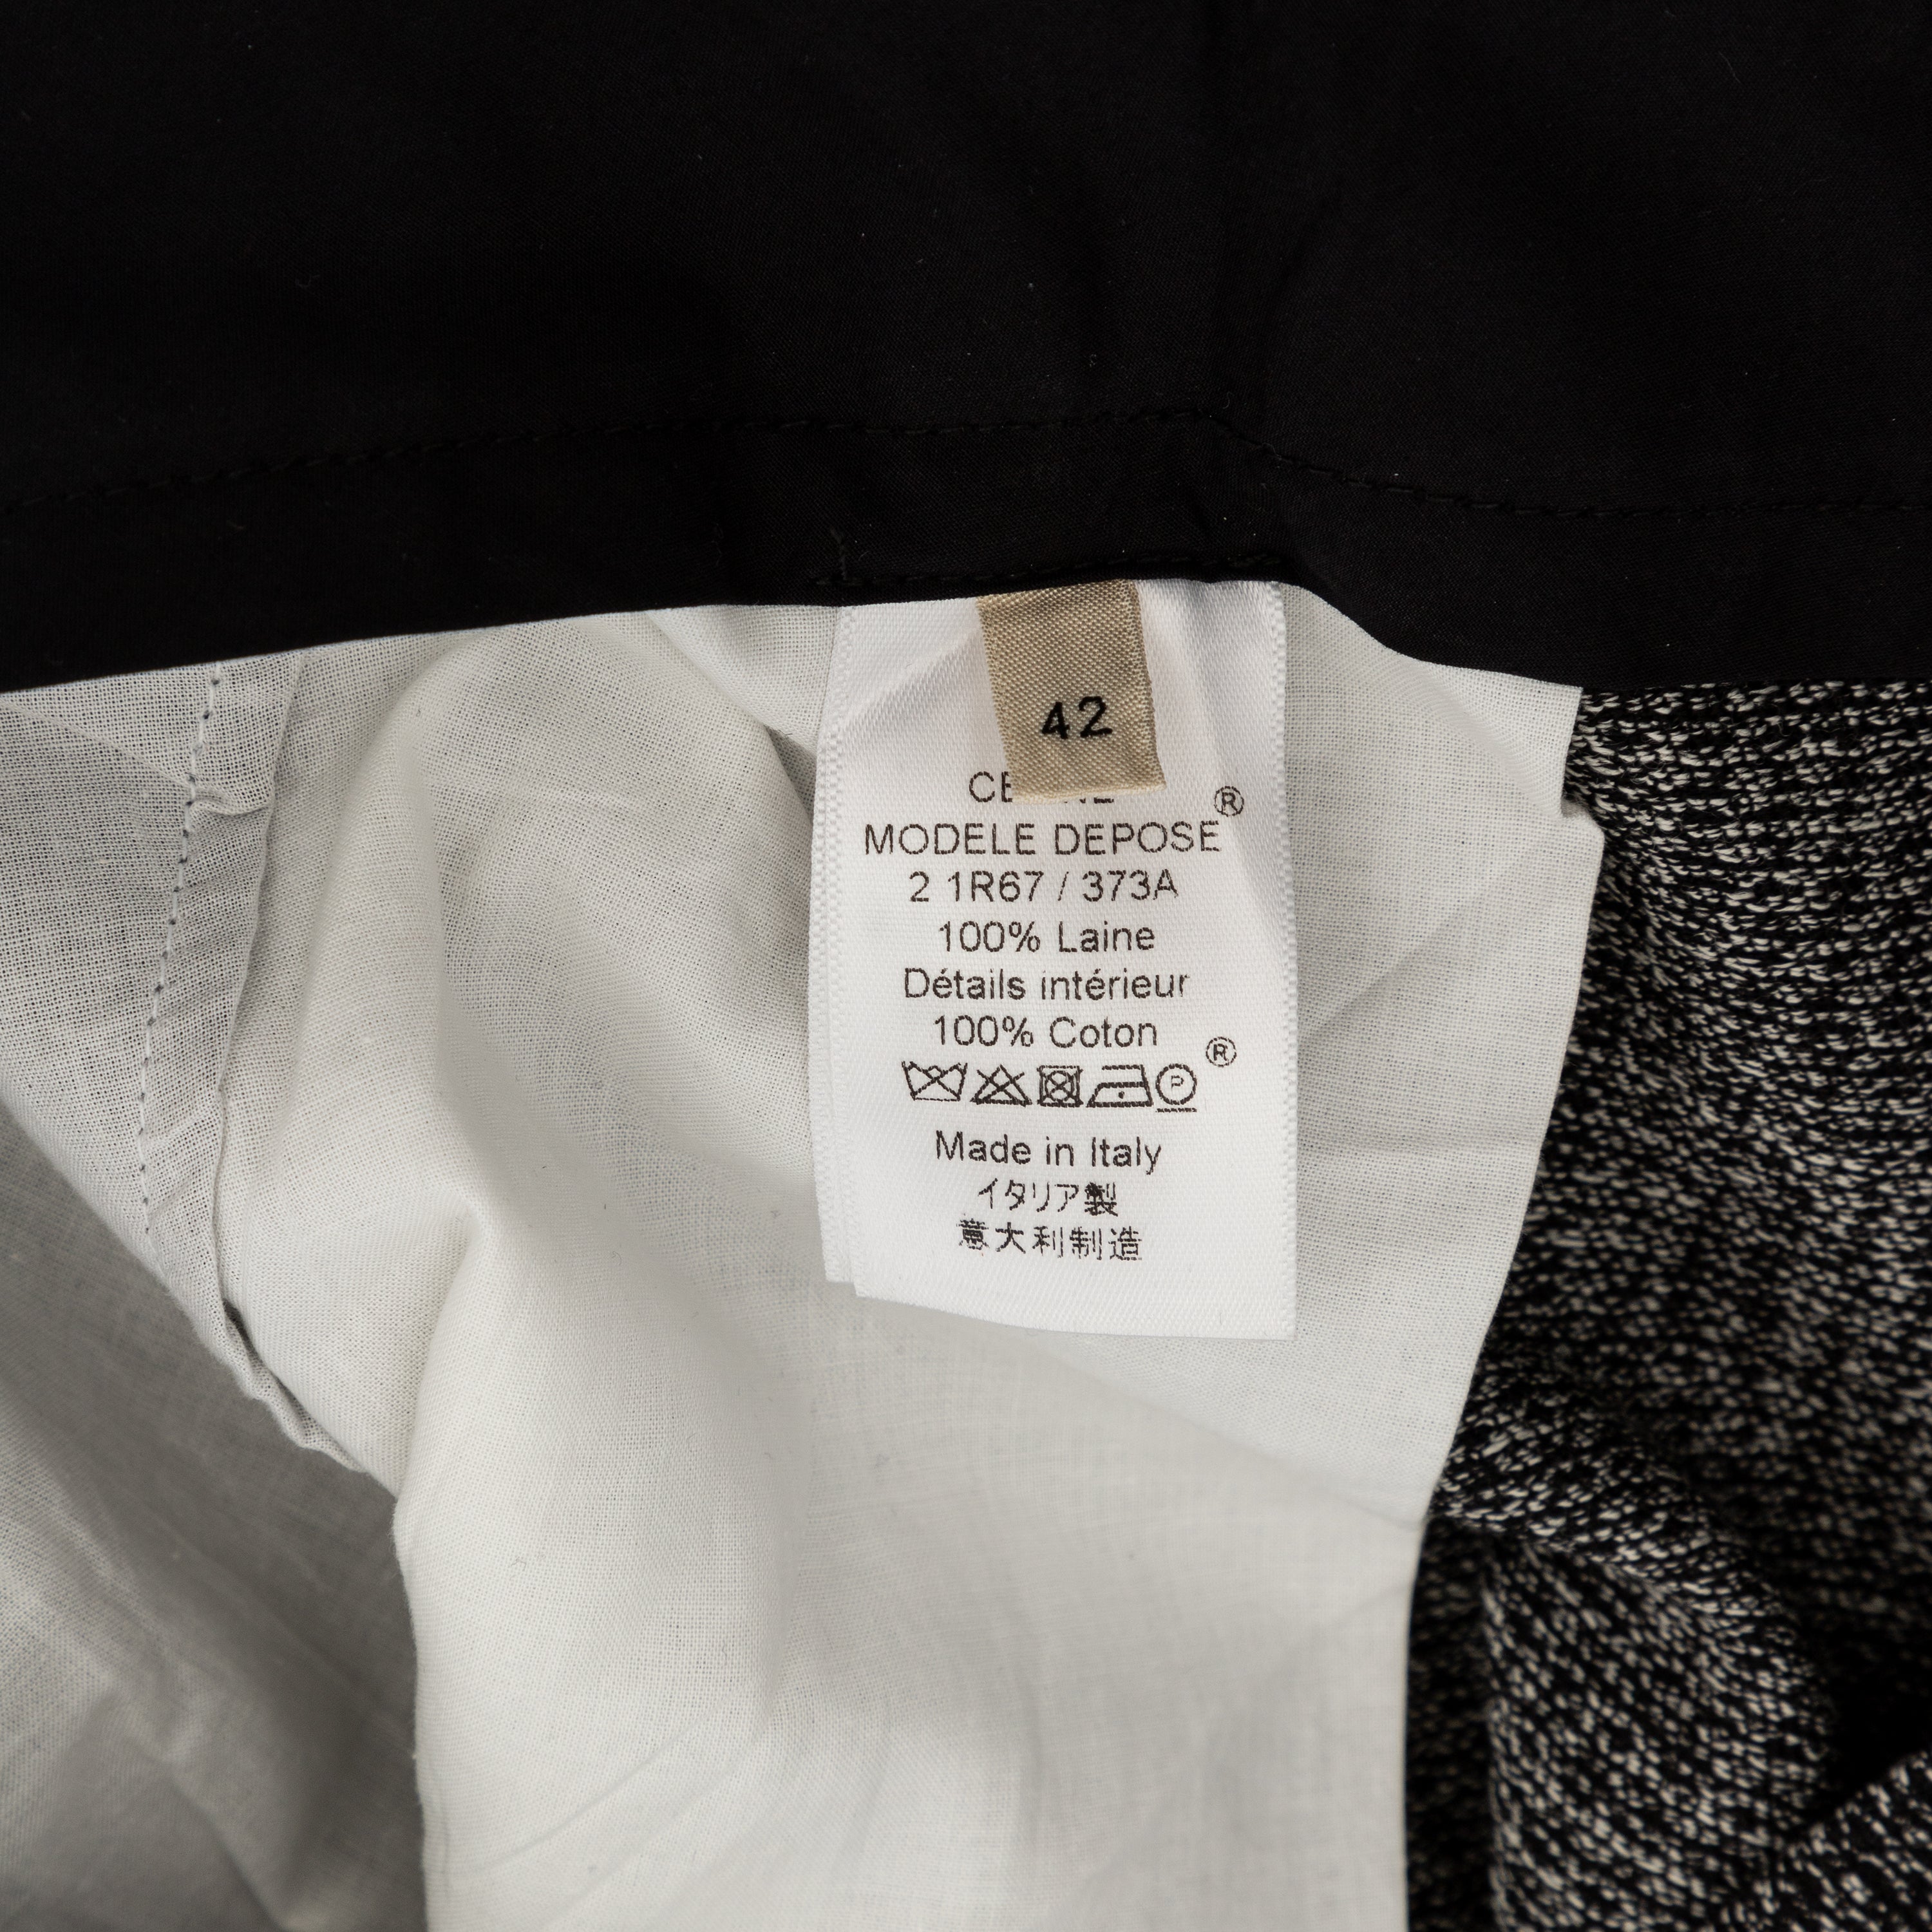 42
MODELE DEPOSE ®
2 1R67 / 373A
100% Laine
Détails intérieur
100% Coton
®
P
Made in Italy
イタリア製
意大利制造